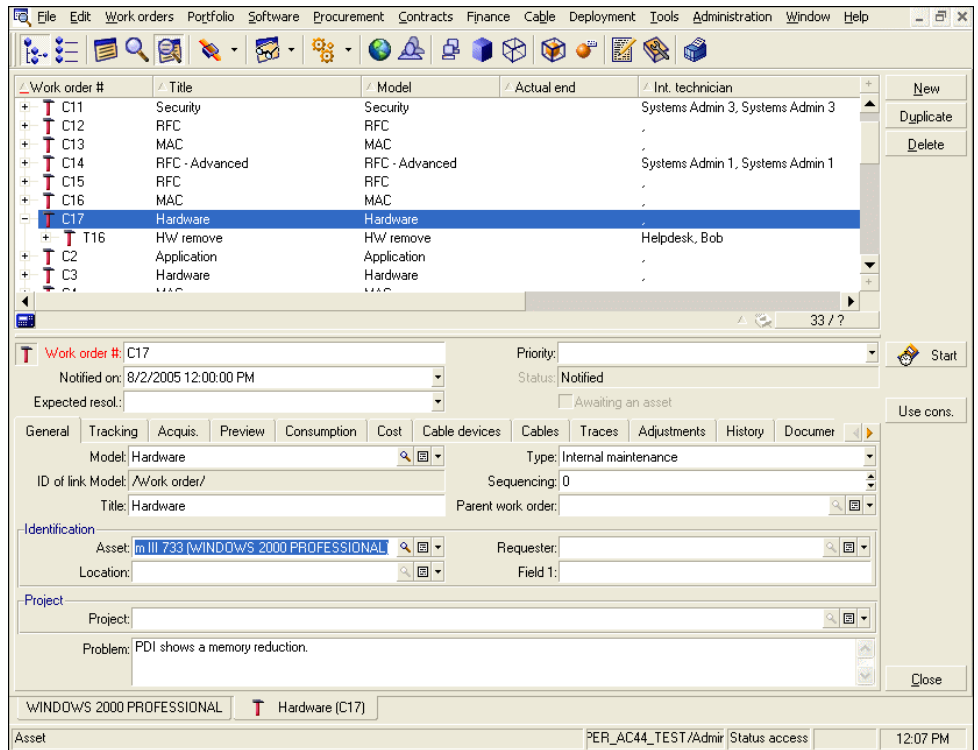 File Edit Work orders Portfolio Software Procurement Contracts Finance Cable Deployment Tools Administration Window Help
Work order # Title Model Actual end Int. technician
C11 Security Security Systems Admin 3, Systems Admin 3
C12 RFC RFC ,
C13 MAC MAC ,
C14 RFC - Advanced RFC - Advanced Systems Admin 1, Systems Admin 1
C15 RFC RFC ,
C16 MAC MAC ,
C17 Hardware Hardware ,
T16 HW remove HW remove Helpdesk, Bob
C2 Application Application ,
C3 Hardware Hardware ,
33 / ?
New
Duplicate
Delete
Work order #: C17 Priority:
Start
Notified on: 8/2/2005 12:00:00 PM Status: Notified
Expected resol.: Awaiting an asset
Use cons.
General Tracking Acquis. Preview Consumption Cost Cable devices Cables Traces Adjustments History Documer
Model: Hardware Type: Internal maintenance
ID of link Model: /Work order/ Sequencing: 0
Title: Hardware Parent work order:
Identification
Asset: m III 733 (WINDOWS 2000 PROFESSIONAL) Requester:
Location: Field 1:
Project
Project:
Problem: PDI shows a memory reduction.
Close
WINDOWS 2000 PROFESSIONAL Hardware (C17)
Asset PER_AC44_TEST/Admir Status access 12:07 PM